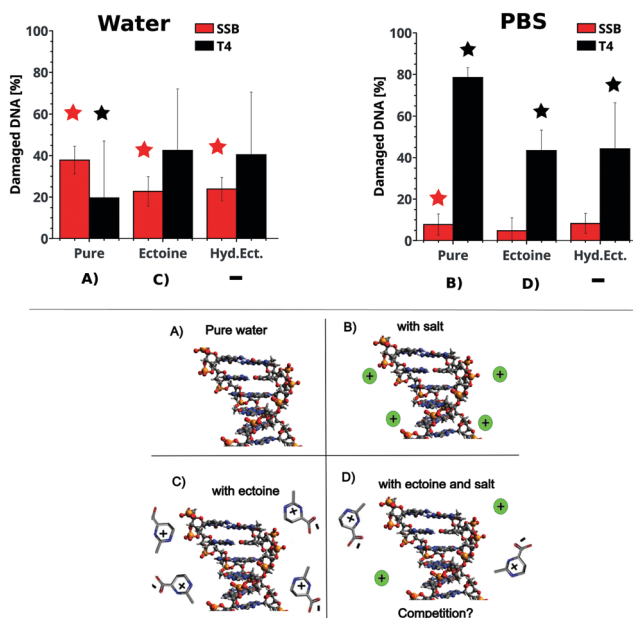 Water
SSB
T4
Damaged DNA [%]
100
80
60
40
20
0
Pure
Ectoine
Hyd.Ect.
A)
C)
–
PBS
SSB
T4
Damaged DNA [%]
100
80
60
40
20
0
Pure
Ectoine
Hyd.Ect.
B)
D)
–
A)
Pure water
B)
with salt
+
+
+
+
C)
with ectoine
+
+
-
-
+
+
-
D)
with ectoine and salt
+
+
-
-
+
+
Competition?